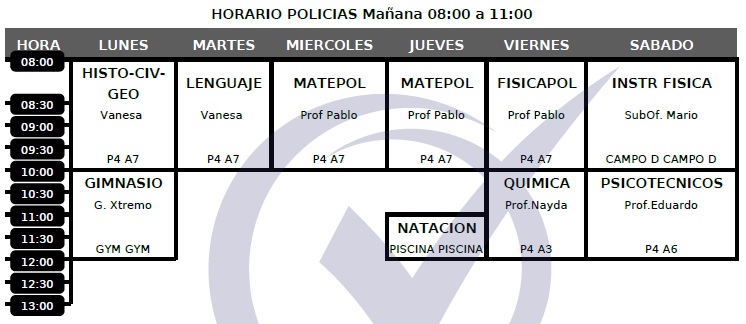 HORARIO POLICIAS Mañana 08:00 a 11:00
HORA LUNES MARTES MIERCOLES JUEVES VIERNES SABADO
08:00
HISTO-CIV-GEO LENGUAJE MATEPOL MATEPOL FISICAPOL INSTR FISICA
08:30
Vanesa Vanesa Prof Pablo Prof Pablo Prof Pablo SubOf. Mario
09:00
09:30
P4 A7 P4 A7 P4 A7 P4 A7 P4 A7 CAMPO D CAMPO D
10:00
GIMNASIO QUIMICA PSICOTECNICOS
10:30
G. Xtremo Prof.Nayda Prof.Eduardo
11:00
NATACION
11:30
GYM GYM PISCINA PISCINA P4 A3 P4 A6
12:00
12:30
13:00